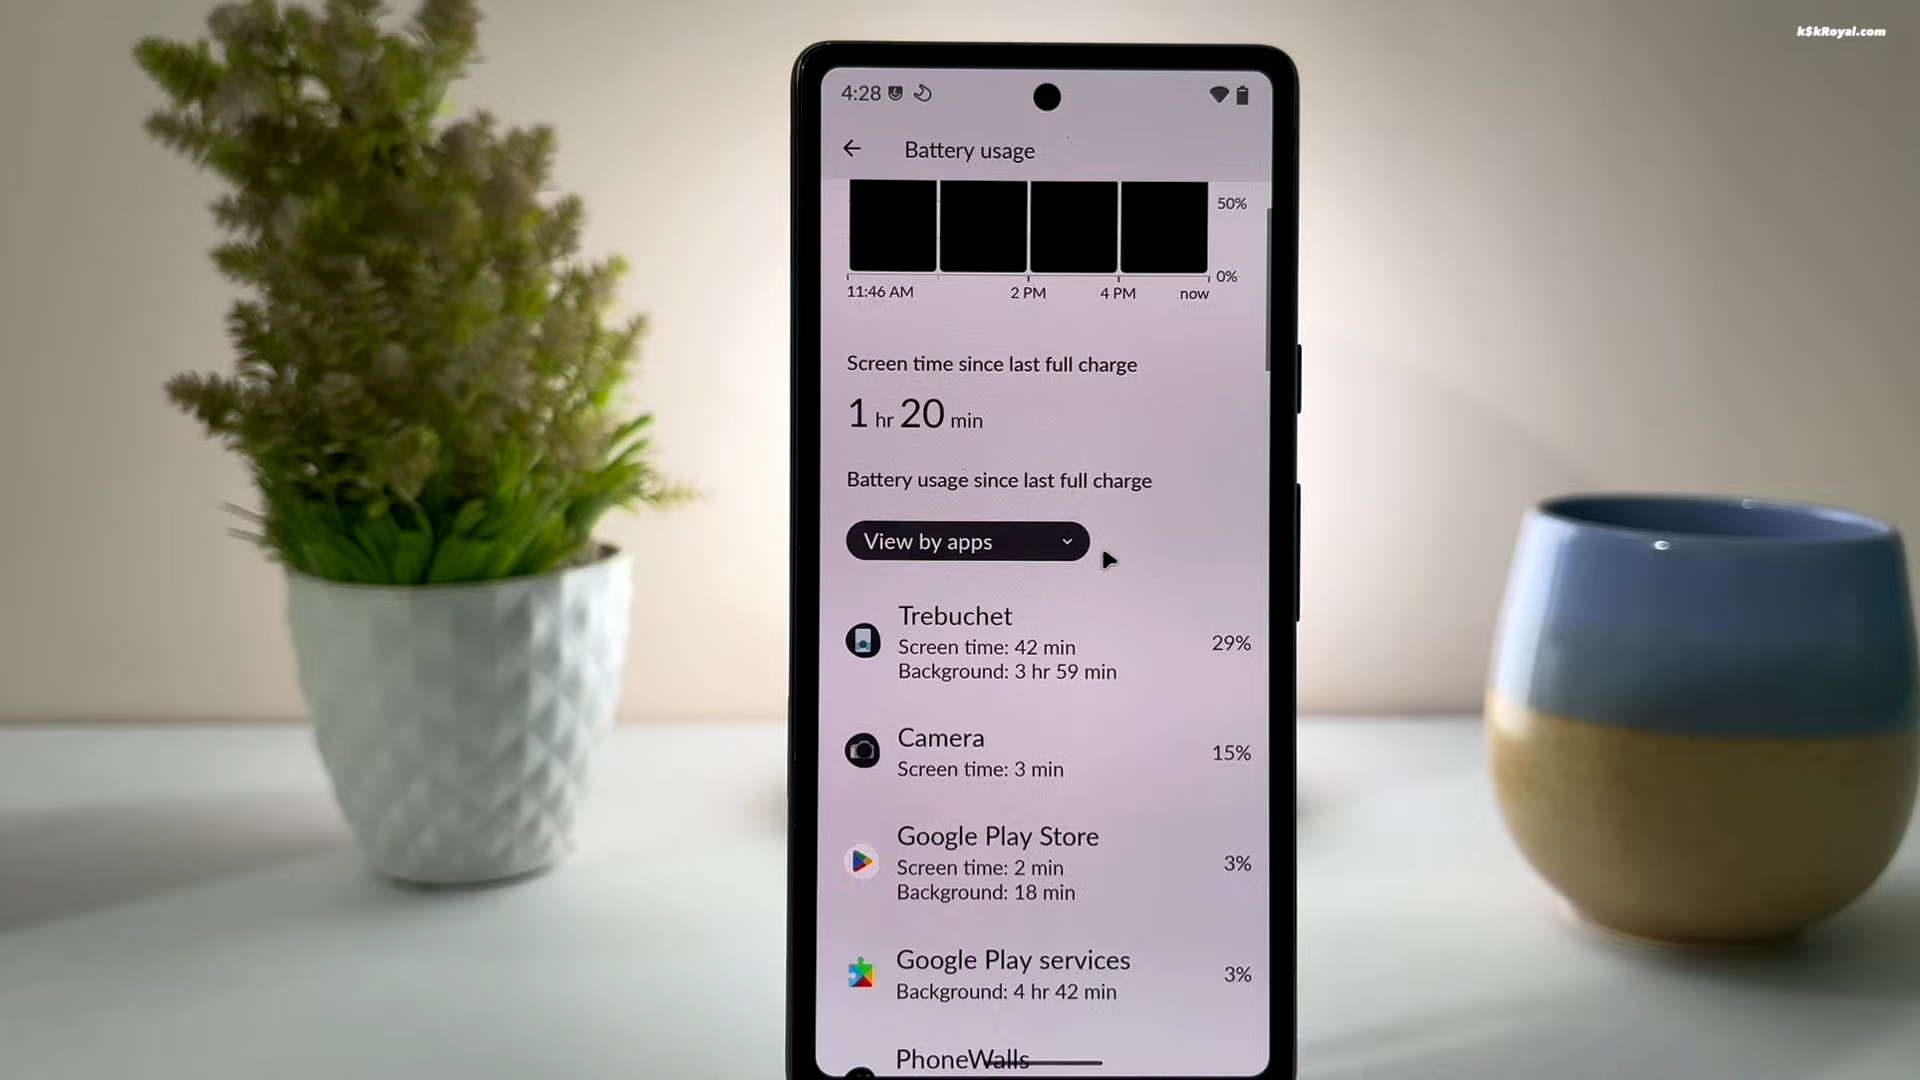 k$kRoyal.com
4:28
Battery usage
50%
0%
11:46 AM 2 PM 4 PM now
Screen time since last full charge
1 hr 20 min
Battery usage since last full charge
View by apps
Trebuchet
Screen time: 42 min
Background: 3 hr 59 min
29%
Camera
Screen time: 3 min
15%
Google Play Store
Screen time: 2 min
Background: 18 min
3%
Google Play services
Background: 4 hr 42 min
3%
PhoneWalls